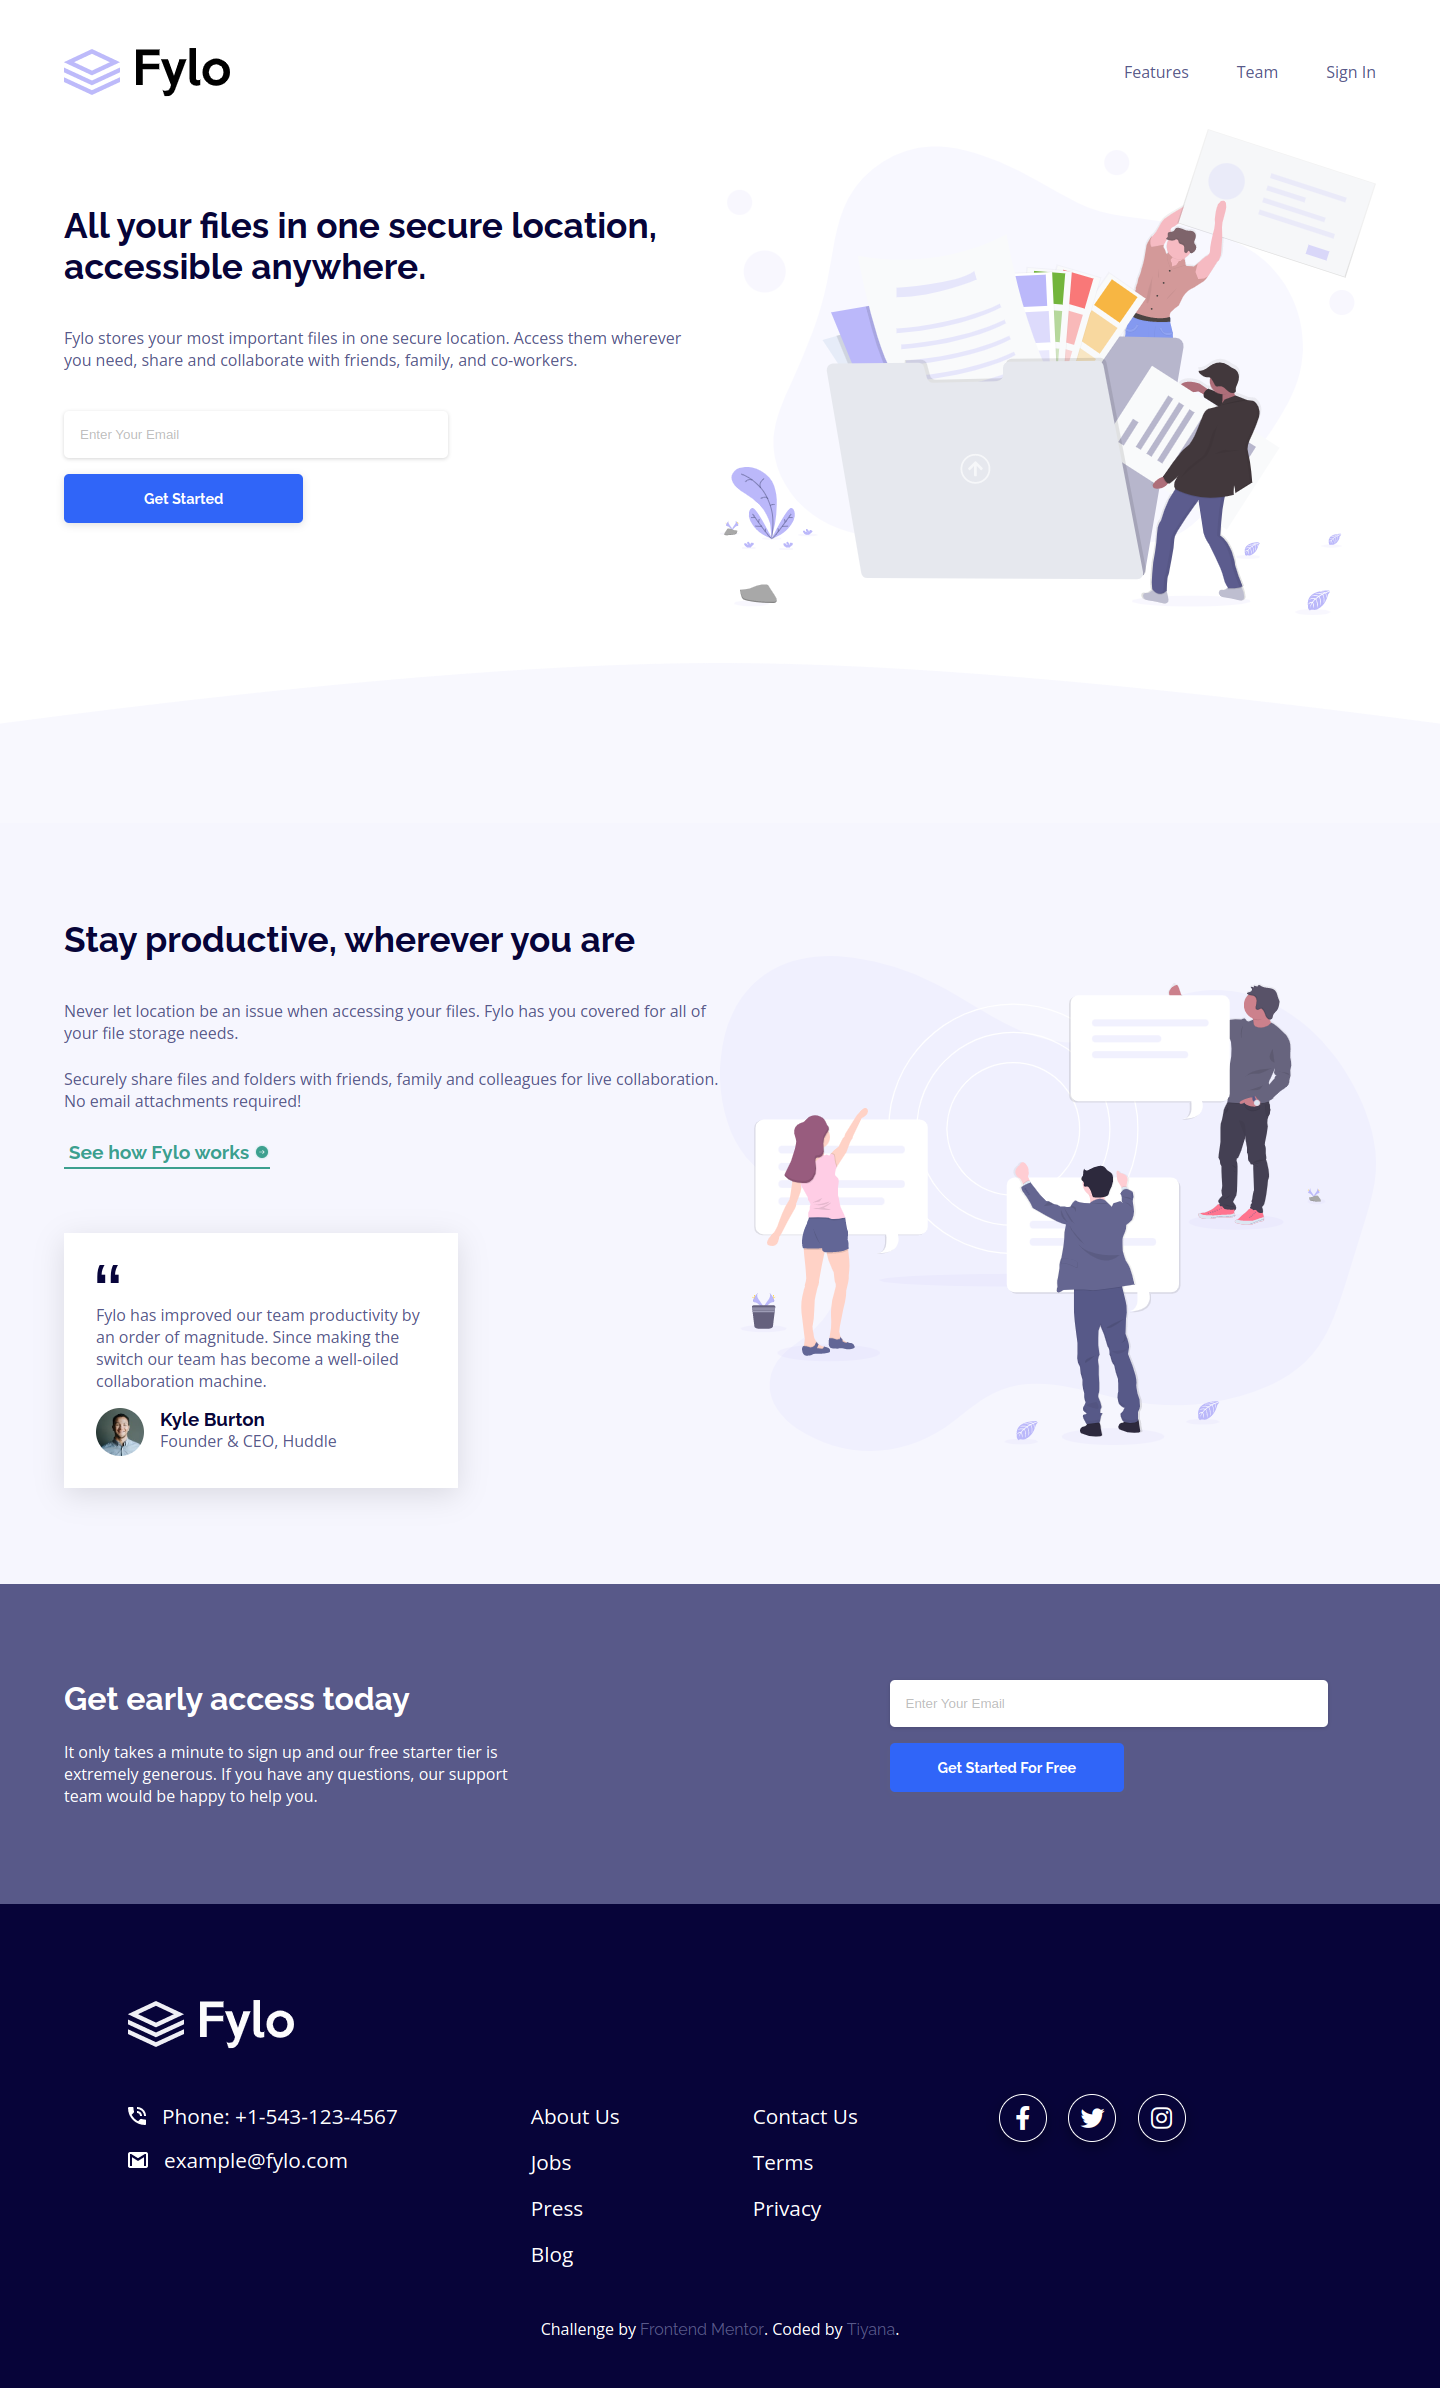 Fylo
Features
Team
Sign In
All your files in one secure location,
accessible anywhere.
Fylo stores your most important files in one secure location. Access them wherever
you need, share and collaborate with friends, family, and co-workers.
Enter Your Email
Get Started
Stay productive, wherever you are
Never let location be an issue when accessing your files. Fylo has you covered for all of
your file storage needs.
Securely share files and folders with friends, family and colleagues for live collaboration.
No email attachments required!
See how Fylo works
“
Fylo has improved our team productivity by
an order of magnitude. Since making the
switch our team has become a well-oiled
collaboration machine.
Kyle Burton
Founder & CEO, Huddle
Get early access today
It only takes a minute to sign up and our free starter tier is
extremely generous. If you have any questions, our support
team would be happy to help you.
Enter Your Email
Get Started For Free
Fylo
Phone: +1-543-123-4567
example@fylo.com
About Us
Jobs
Press
Blog
Contact Us
Terms
Privacy
Challenge by Frontend Mentor. Coded by Tiyana.